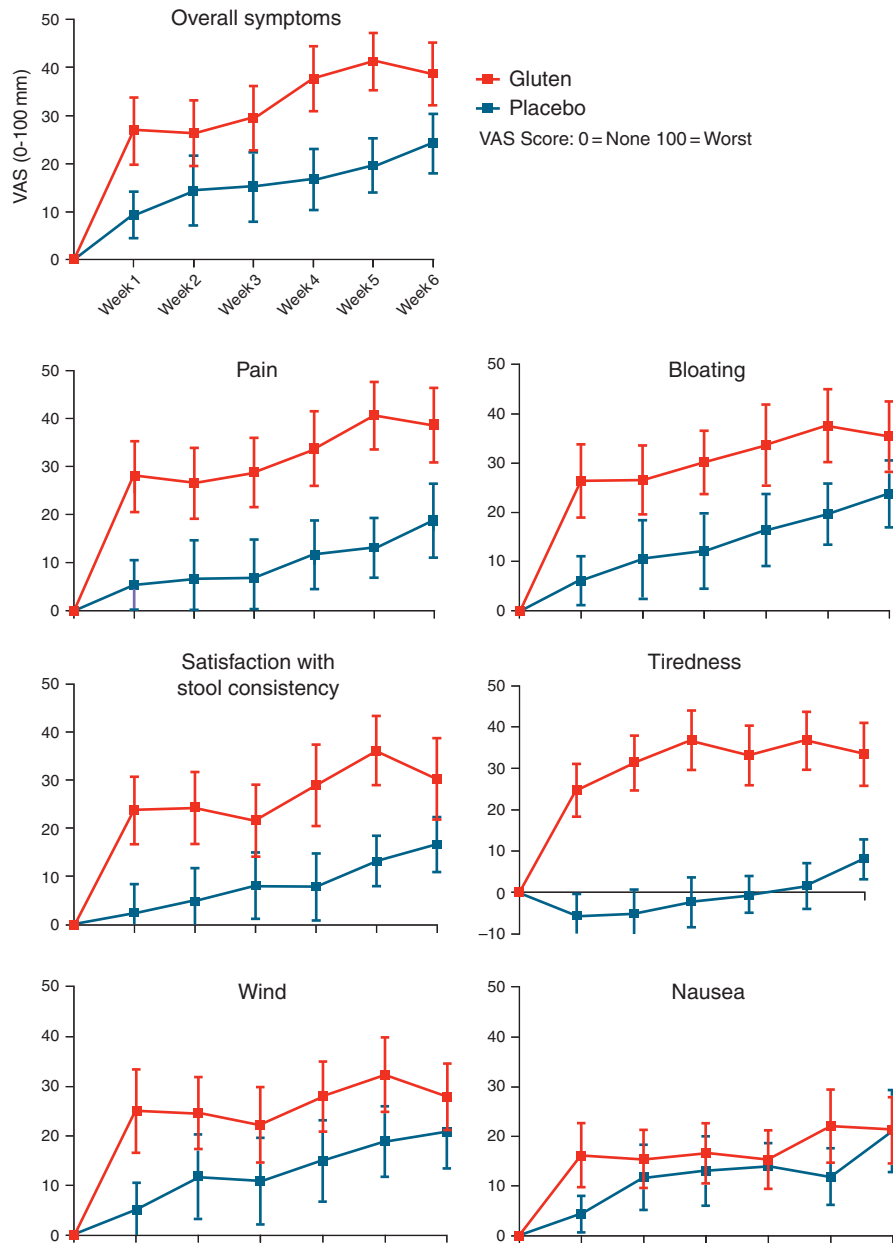 Overall symptoms
50
40
30
20
10
0
VAS (0-100 mm)
Week 1
Week 2
Week 3
Week 4
Week 5
Week 6
Gluten
Placebo
VAS Score: 0 = None 100 = Worst
Pain
50
40
30
20
10
0
Bloating
50
40
30
20
10
0
Satisfaction with
stool consistency
50
40
30
20
10
0
Tiredness
50
40
30
20
10
0
–10
Wind
50
40
30
20
10
0
Nausea
50
40
30
20
10
0